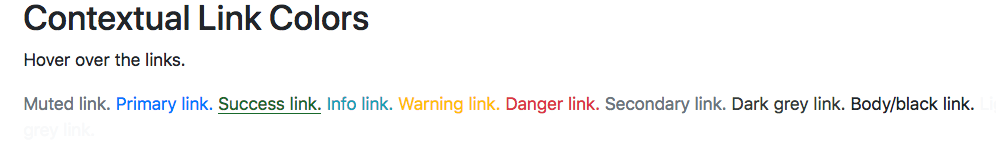 Contextual Link Colors
Hover over the links.
Muted link. Primary link. Success link. Info link. Warning link. Danger link. Secondary link. Dark grey link. Body/black link. Li
grey link.